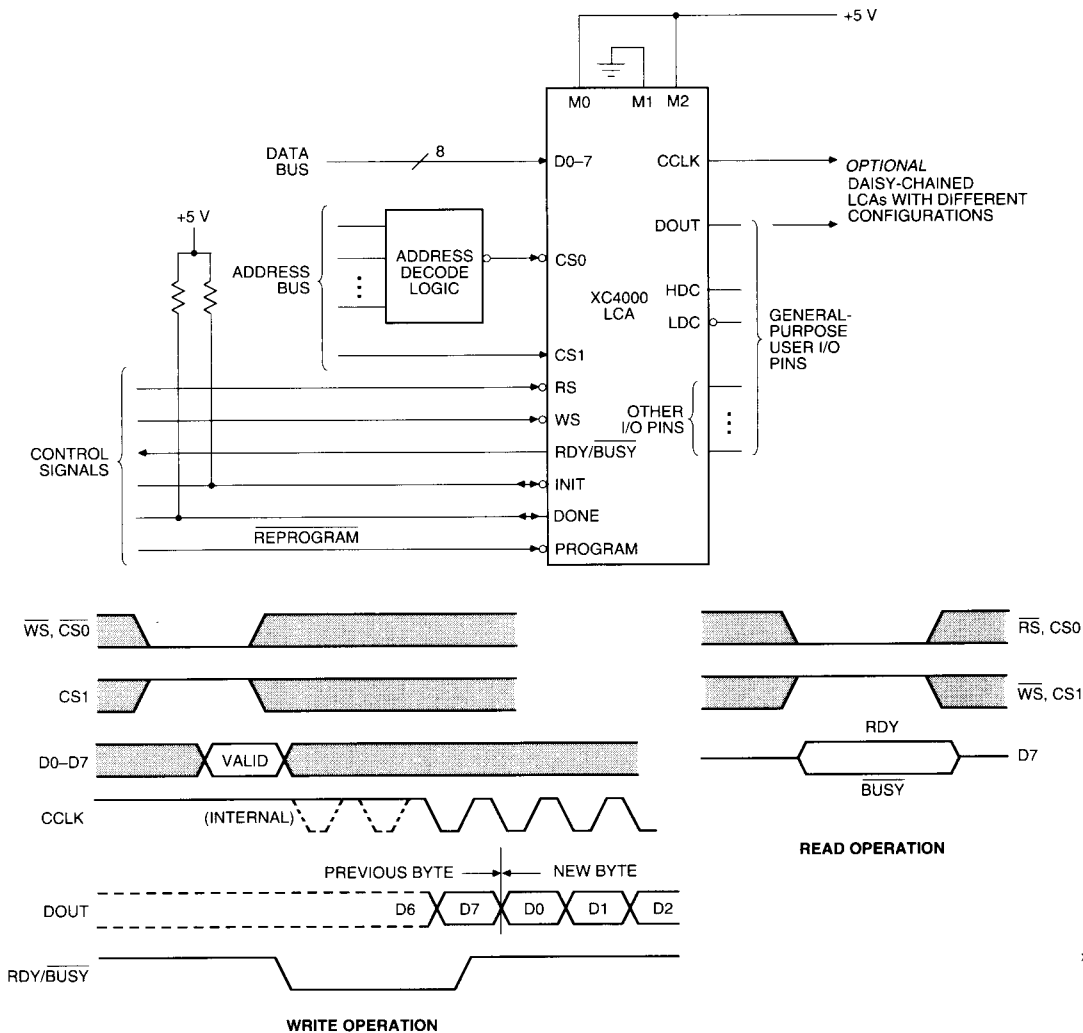 +5 V
M0 M1 M2
DATA
BUS
8
D0–7
CCLK
OPTIONAL
DAISY-CHAINED
LCAs WITH DIFFERENT
CONFIGURATIONS
+5 V
DOUT
ADDRESS
BUS
ADDRESS
DECODE
LOGIC
CS0
XC4000
LCA
HDC
LDC
GENERAL-
PURPOSE
USER I/O
PINS
CS1
RS
OTHER
I/O PINS
WS
CONTROL
SIGNALS
RDY/BUSY
INIT
DONE
REPROGRAM
PROGRAM
WS, CS0
CS1
D0–D7
VALID
CCLK
(INTERNAL)
PREVIOUS BYTE
NEW BYTE
DOUT
D6 D7 D0 D1 D2
RDY/BUSY
WRITE OPERATION
RS, CS0
WS, CS1
RDY
D7
BUSY
READ OPERATION